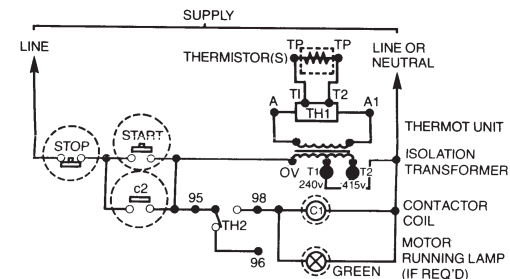 SUPPLY
LINE
TP TP
LINE OR
NEUTRAL
THERMISTOR(S)
T1 T2
A TH1 A1
THERMOT UNIT
STOP
START
OV
T1
240v
T2
415v
ISOLATION
TRANSFORMER
c2
95
98
C1
CONTACTOR
COIL
TH2
96
GREEN
MOTOR
RUNNING LAMP
(IF REQ'D)